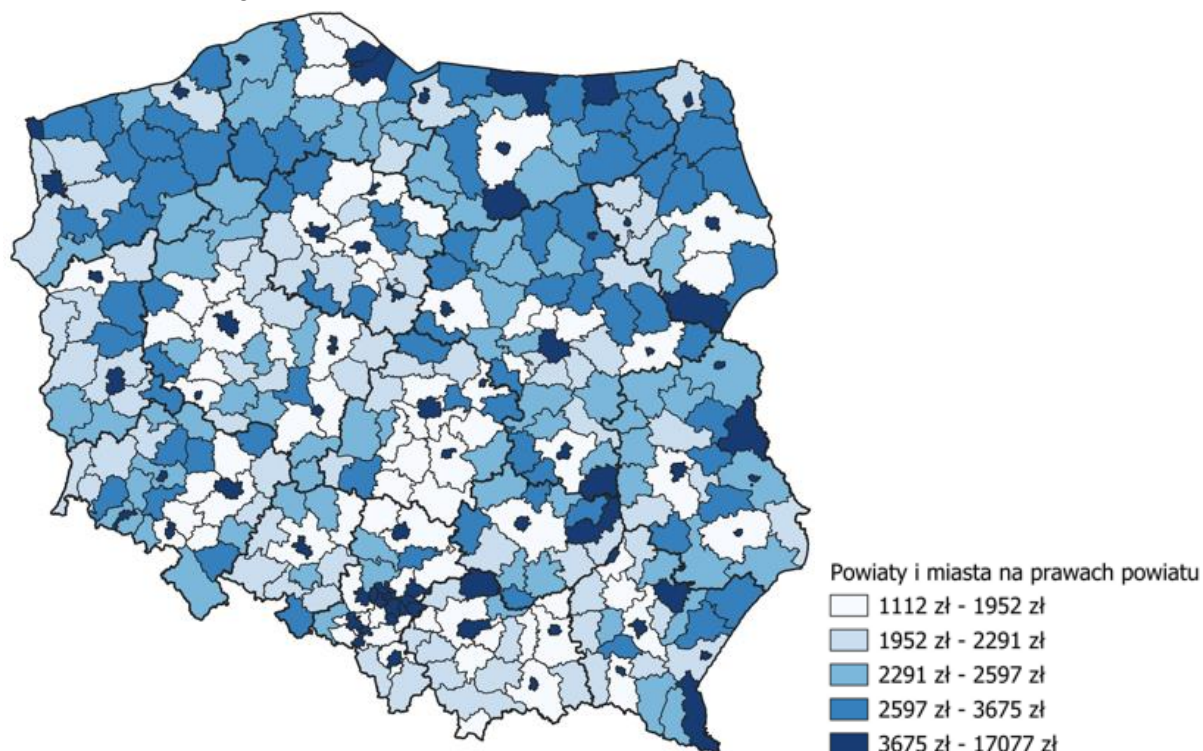 Powiaty i miasta na prawach powiatu
1112 zł - 1952 zł
1952 zł - 2291 zł
2291 zł - 2597 zł
2597 zł - 3675 zł
3675 zł - 17077 zł